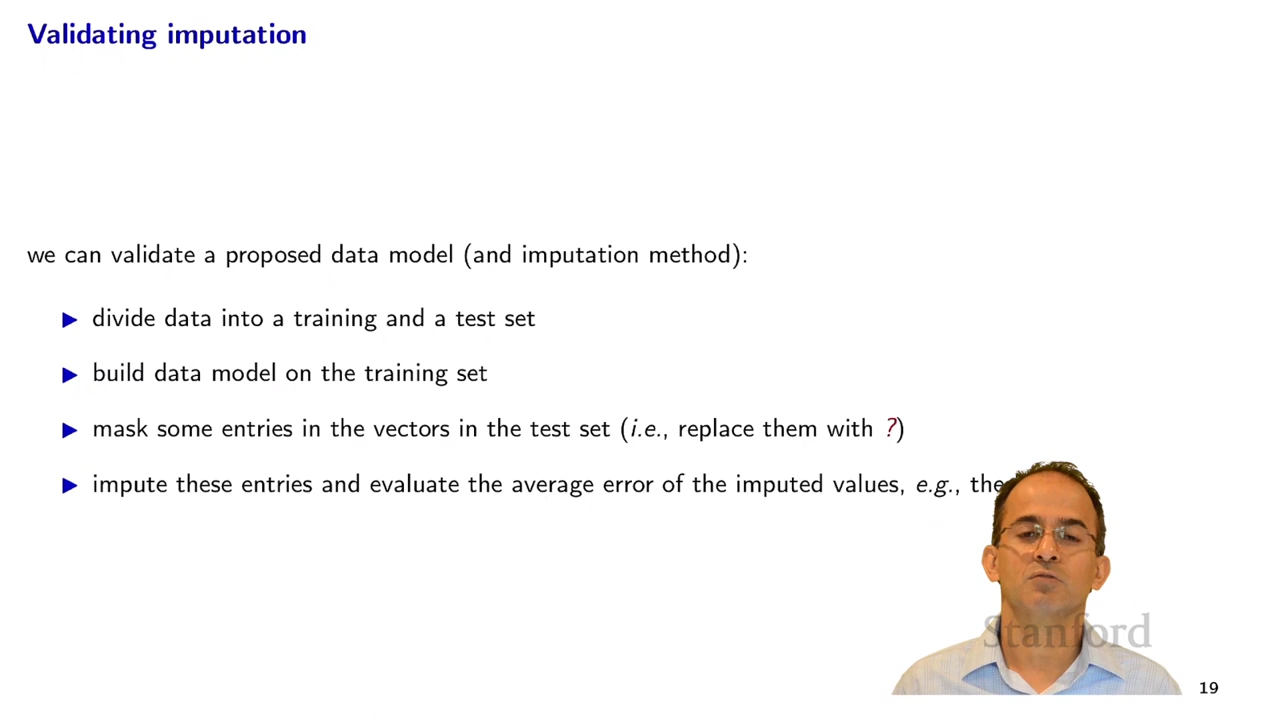 Validating imputation
we can validate a proposed data model (and imputation method):
▶ divide data into a training and a test set
▶ build data model on the training set
▶ mask some entries in the vectors in the test set (i.e., replace them with ?)
▶ impute these entries and evaluate the average error of the imputed values, e.g., the
Stanford
19